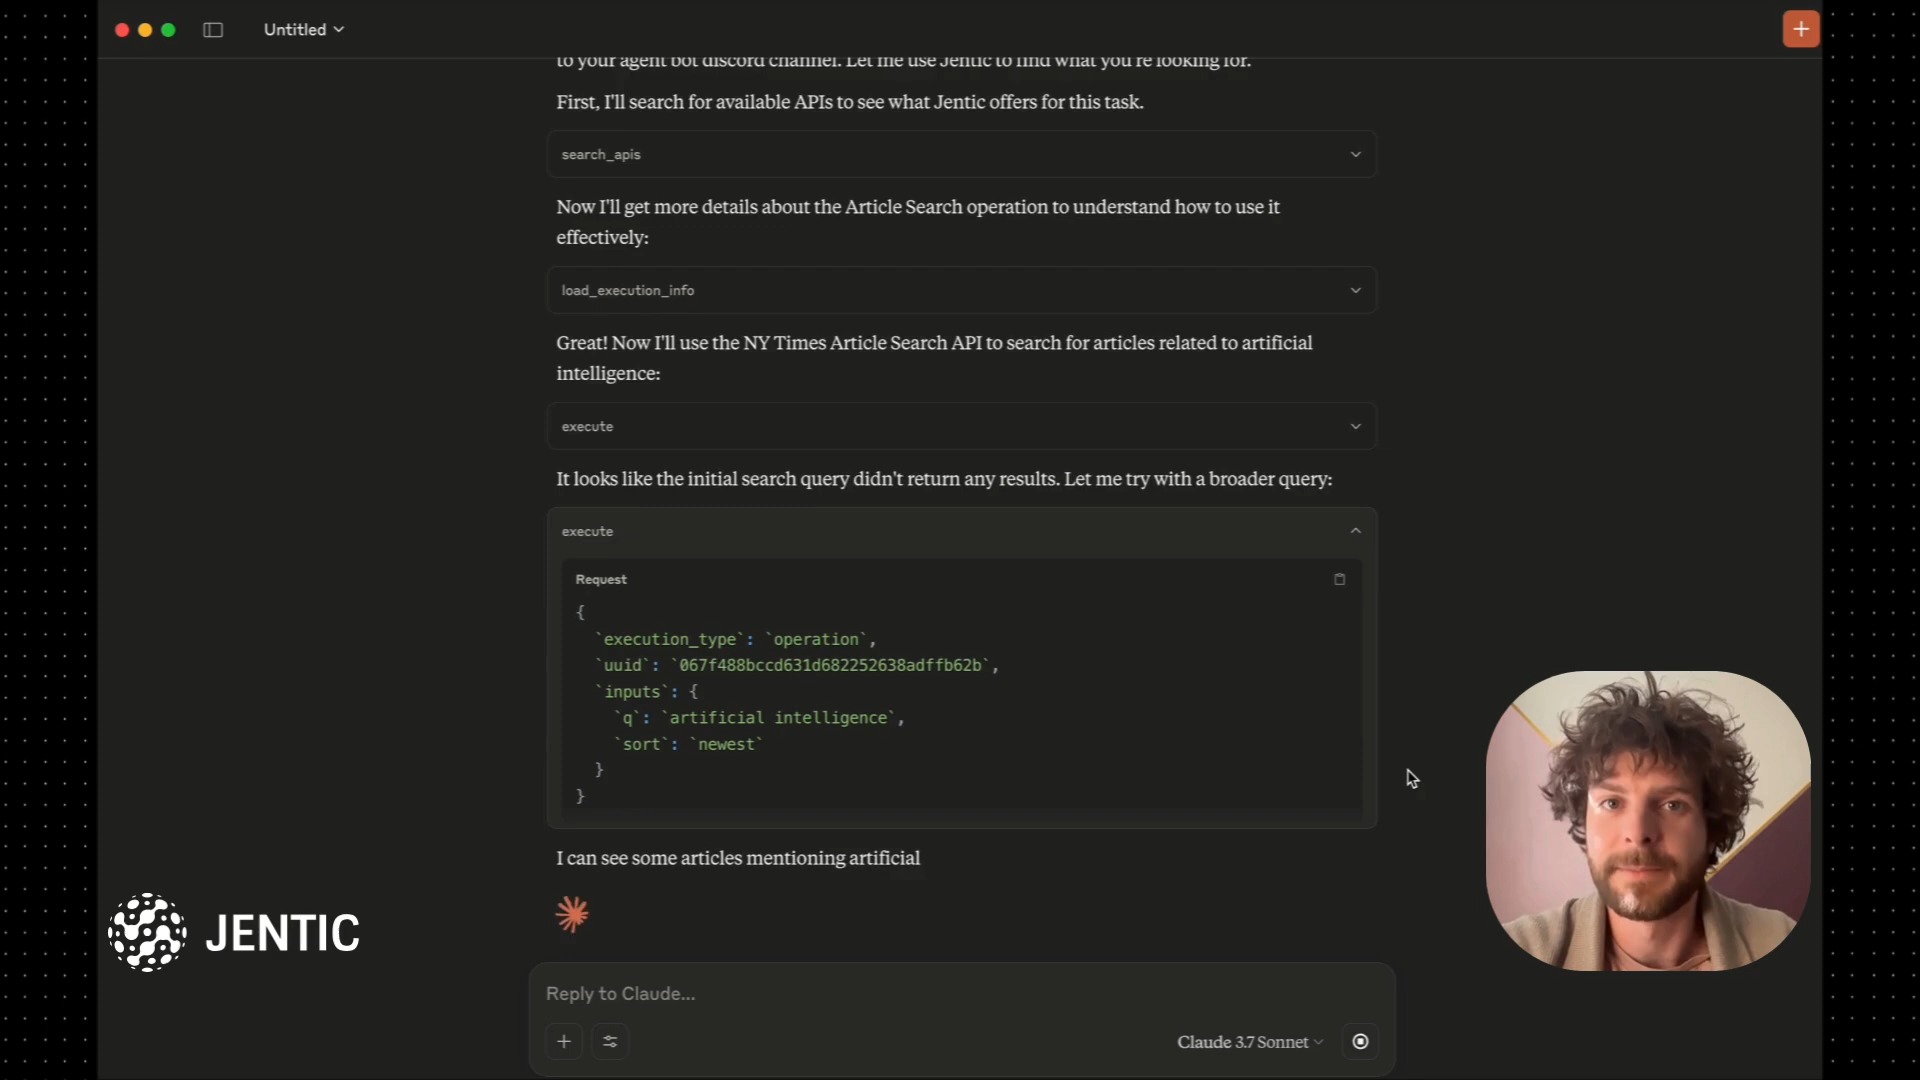 Untitled
to your agent bot discord channel. Let me use Jentic to find what you're looking for.
First, I'll search for available APIs to see what Jentic offers for this task.
search_apis
Now I'll get more details about the Article Search operation to understand how to use it
effectively:
load_execution_info
Great! Now I'll use the NY Times Article Search API to search for articles related to artificial
intelligence:
execute
It looks like the initial search query didn't return any results. Let me try with a broader query:
execute
Request
{
`execution_type`: `operation`,
`uuid`: `067f488bccd631d682252638adffb62b`,
`inputs`: {
`q`: `artificial intelligence`,
`sort`: `newest`
}
}
I can see some articles mentioning artificial
JENTIC
Reply to Claude...
Claude 3.7 Sonnet